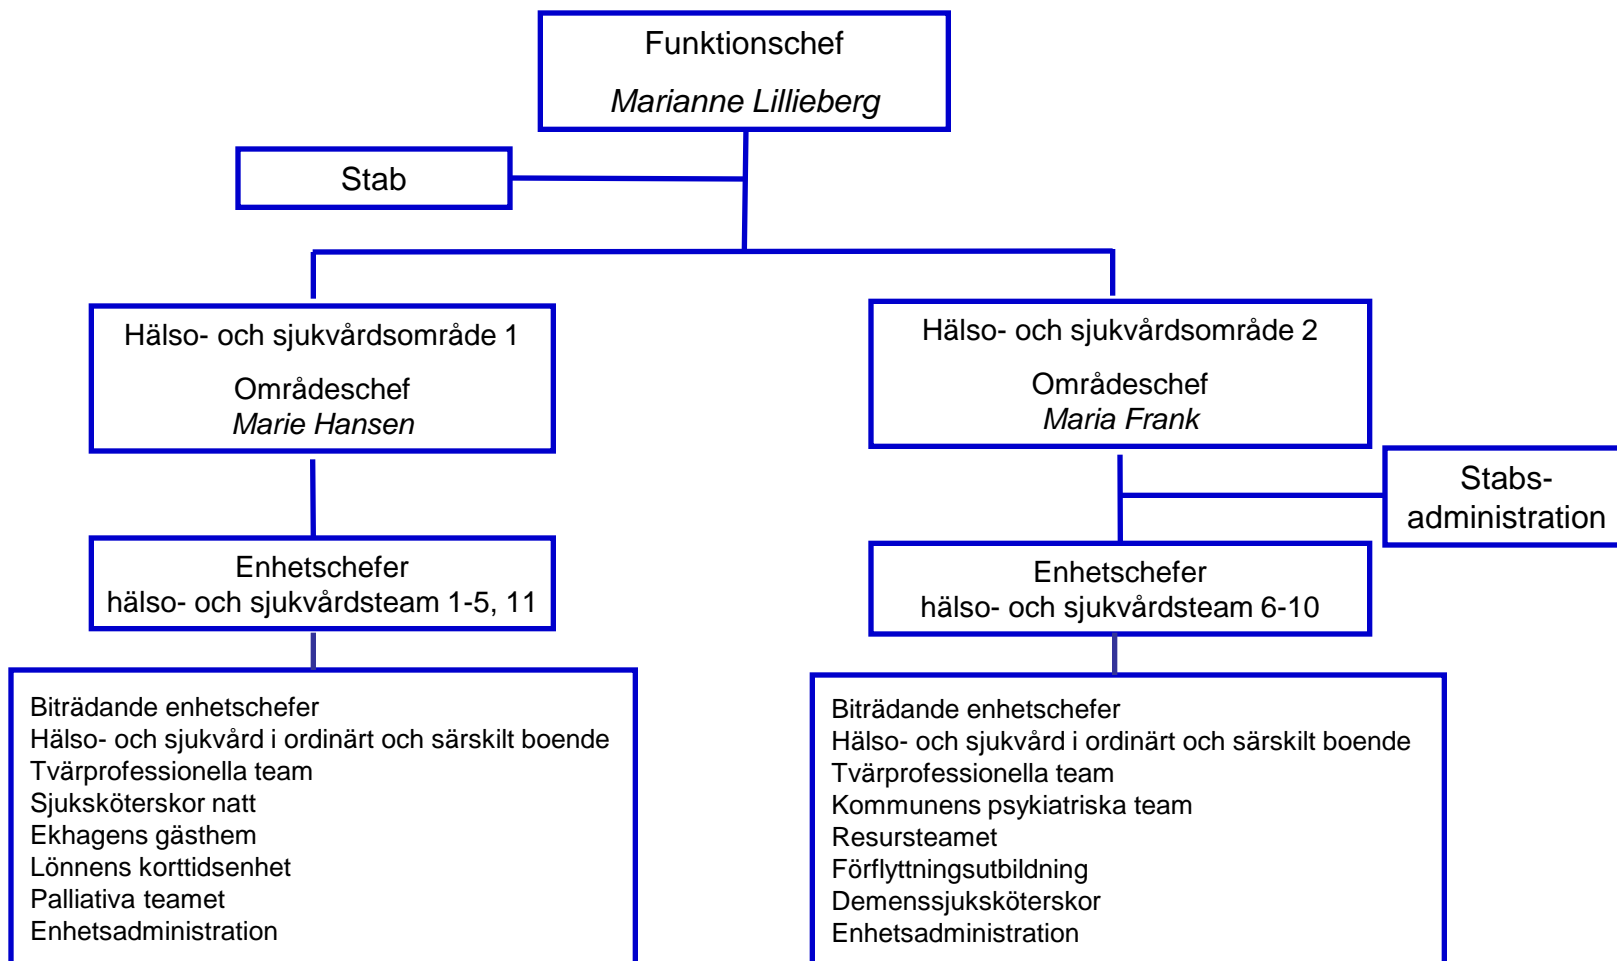 Funktionschef
Marianne Lillieberg
Stab
Hälso- och sjukvårdsområde 1
Områdeschef
Marie Hansen
Hälso- och sjukvårdsområde 2
Områdeschef
Maria Frank
Stabs-
administration
Enhetschefer
hälso- och sjukvårdsteam 1-5, 11
Enhetschefer
hälso- och sjukvårdsteam 6-10
Biträdande enhetschefer
Hälso- och sjukvård i ordinärt och särskilt boende
Tvärprofessionella team
Sjuksköterskor natt
Ekhagens gästhem
Lönnens korttidsenhet
Palliativa teamet
Enhetsadministration
Biträdande enhetschefer
Hälso- och sjukvård i ordinärt och särskilt boende
Tvärprofessionella team
Kommunens psykiatriska team
Resursteamet
Förflyttningsutbildning
Demenssjuksköterskor
Enhetsadministration